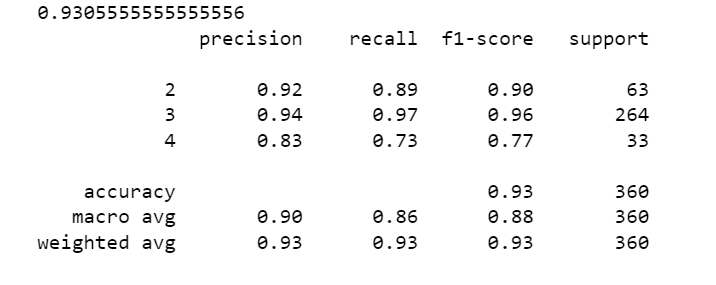 0.9305555555555556
precision recall f1-score support
2 0.92 0.89 0.90 63
3 0.94 0.97 0.96 264
4 0.83 0.73 0.77 33
accuracy 0.93 360
macro avg 0.90 0.86 0.88 360
weighted avg 0.93 0.93 0.93 360